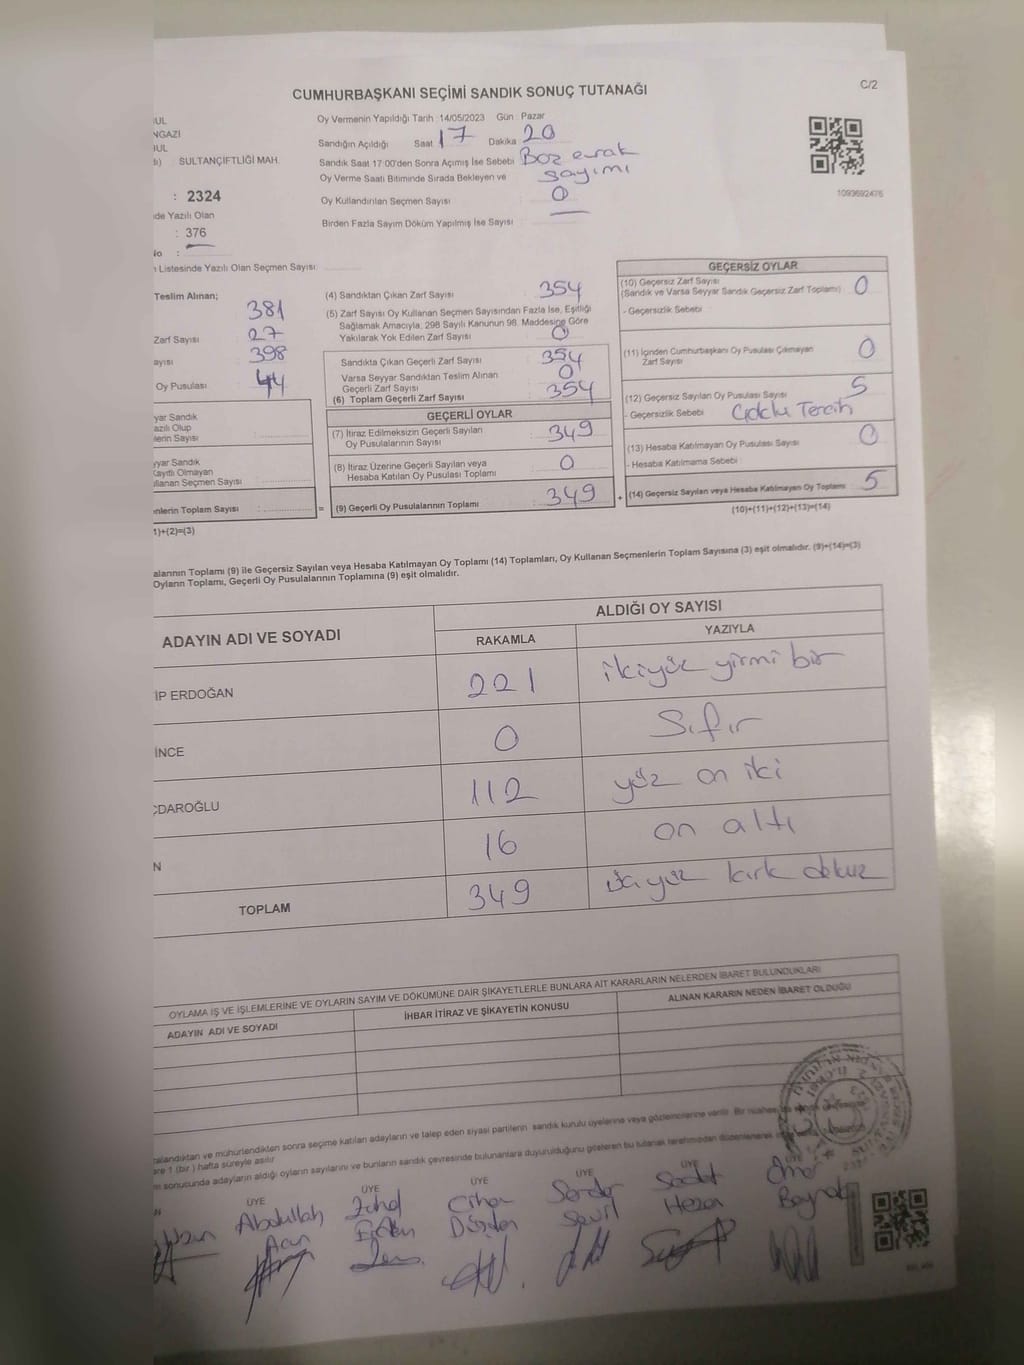 CUMHURBAŞKANI SEÇİMİ SANDIK SONUÇ TUTANAĞI
C/2
UL
NGAZI
UL
SULTANÇİFTLİĞİ MAH.
: 2324
de Yazılı Olan
: 376
No :
Listesinde Yazılı Olan Seçmen Sayısı
Oy Vermenin Yapıldığı Tarih :14/05/2023 Gün : Pazar
Sandığın Açıldığı Saat 17 Dakika 20
Sandık Saat 17:00'den Sonra Açımış İse Sebebi Boz evrak
sayımı
Oy Verme Saati Bitiminde Sırada Bekleyen ve
Oy Kullandırılan Seçmen Sayısı 0
Birden Fazla Sayım Döküm Yapılmış İse Sayısı
1093692476
Teslim Alınan;
381
Zarf Sayısı 27
ayısı 398
Oy Pusulası 44
yar Sandık
azılı Olup
lerin Sayısı
yyar Sandık
Kayıtlı Olmayan
llanan Seçmen Sayısı
nlerin Toplam Sayısı :
1)+(2)=(3)
(4) Sandıktan Çıkan Zarf Sayısı 354
(5) Zarf Sayısı Oy Kullanan Seçmen Sayısından Fazla İse, Eşitliği
Sağlamak Amacıyla, 298 Sayılı Kanunun 98. Maddesine Göre
Yakılarak Yok Edilen Zarf Sayısı 0
Sandıkta Çıkan Geçerli Zarf Sayısı 354
Varsa Seyyar Sandıktan Teslim Alınan
Geçerli Zarf Sayısı 0
(6) Toplam Geçerli Zarf Sayısı 354
GEÇERLİ OYLAR
(7) İtiraz Edilmeksizin Geçerli Sayılan
Oy Pusulalarının Sayısı 349
(8) İtiraz Üzerine Geçerli Sayılan veya
Hesaba Katılan Oy Pusulası Toplamı 0
= (9) Geçerli Oy Pusulalarının Toplamı : 349
GEÇERSİZ OYLAR
(10) Geçersiz Zarf Sayısı
(Sandık ve Varsa Seyyar Sandık Geçersiz Zarf Toplamı) 0
- Geçersizlik Sebebi
(11) İçinden Cumhurbaşkanı Oy Pusulası Çıkmayan
Zarf Sayısı 0
(12) Geçersiz Sayılan Oy Pusulası Sayısı 5
- Geçersizlik Sebebi Çoklu Tercih
(13) Hesaba Katılmayan Oy Pusulası Sayısı 0
- Hesaba Katılmama Sebebi
+ (14) Geçersiz Sayılan veya Hesaba Katılmayan Oy Toplamı 5
(10)+(11)+(12)+(13)=(14)
alarının Toplamı (9) ile Geçersiz Sayılan veya Hesaba Katılmayan Oy Toplamı (14) Toplamları, Oy Kullanan Seçmenlerin Toplam Sayısına (3) eşit olmalıdır. (9)+(14)=(3)
Oyların Toplamı, Geçerli Oy Pusulalarının Toplamına (9) eşit olmalıdır.
ADAYIN ADI VE SOYADI
ALDIĞI OY SAYISI
RAKAMLA YAZIYLA
İP ERDOĞAN 221 ikiyüz yirmi bir
İNCE 0 Sıfır
ÇDAROĞLU 112 yüz on iki
N 16 on altı
TOPLAM 349 üçyüz kırk dokuz
OYLAMA İŞ VE İŞLEMLERİNE VE OYLARIN SAYIM VE DÖKÜMÜNE DAİR ŞİKAYETLERLE BUNLARA AİT KARARLARIN NELERDEN İBARET BULUNDUKLARI
ADAYIN ADI VE SOYADI İHBAR İTİRAZ VE ŞİKAYETİN KONUSU ALINAN KARARIN NEDEN İBARET OLDUĞU
zalandıktan ve mühürlendikten sonra seçime katılan adayların ve talep eden siyasi partilerin sandık kurulu üyelerine veya gözlemcilerine verilir. Bir nüshası
ere 1 (bir ) hafta süreyle asılır
m sonucunda adayların aldığı oyların sayılarını ve bunların sandık çevresinde bulunanlara duyurulduğunu gösteren bu tutanak tarafımızdan düzenlenerek
ÜYE ÜYE ÜYE ÜYE ÜYE ÜYE
Abdullah Zahid Cihan Serdar Sedat Ömer
Acun Düzden Sevil Hezer Bayrak